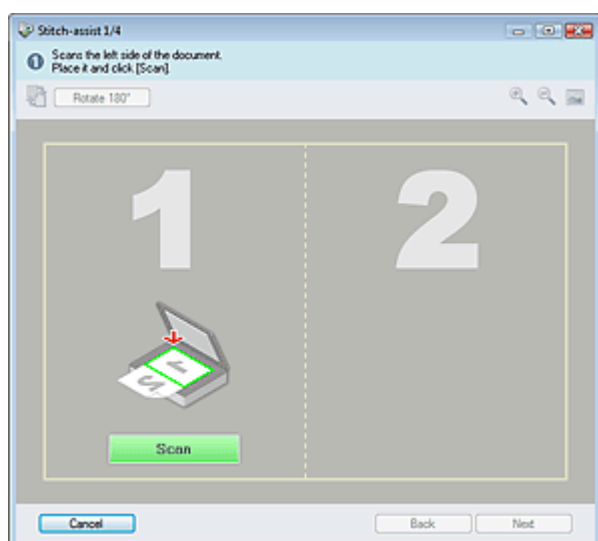 Stitch-assist 1/4
Scans the left side of the document.
Place it and click [Scan].
Rotate 180°
1
2
Scan
Cancel
Back
Next